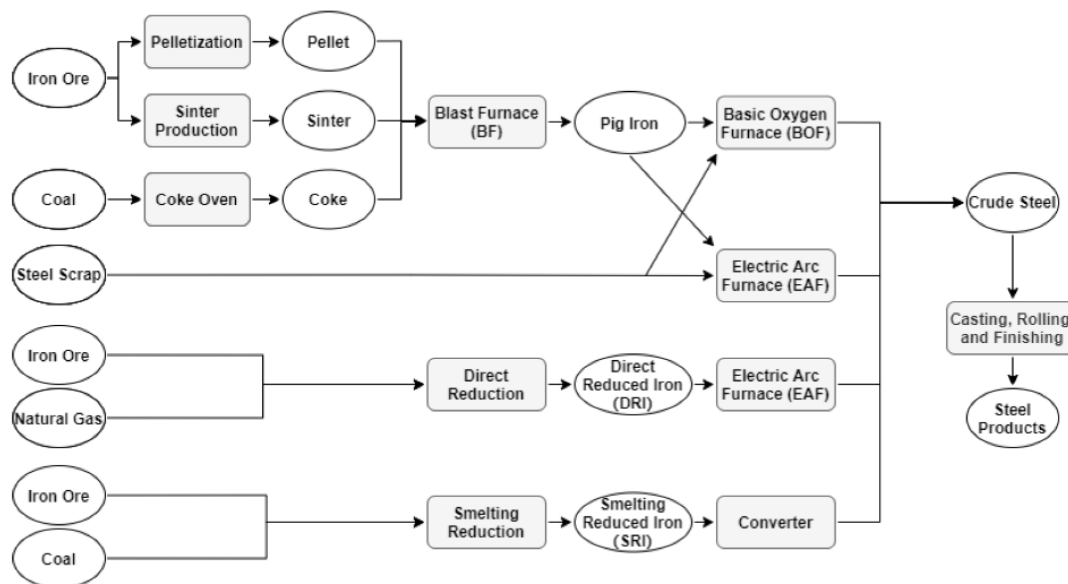 Iron Ore
Pelletization
Pellet
Sinter
Production
Sinter
Blast Furnace
(BF)
Pig Iron
Basic Oxygen
Furnace (BOF)
Coal
Coke Oven
Coke
Crude Steel
Steel Scrap
Electric Arc
Furnace (EAF)
Casting, Rolling
and Finishing
Steel
Products
Iron Ore
Natural Gas
Direct
Reduction
Direct
Reduced Iron
(DRI)
Electric Arc
Furnace (EAF)
Iron Ore
Coal
Smelting
Reduction
Smelting
Reduced Iron
(SRI)
Converter